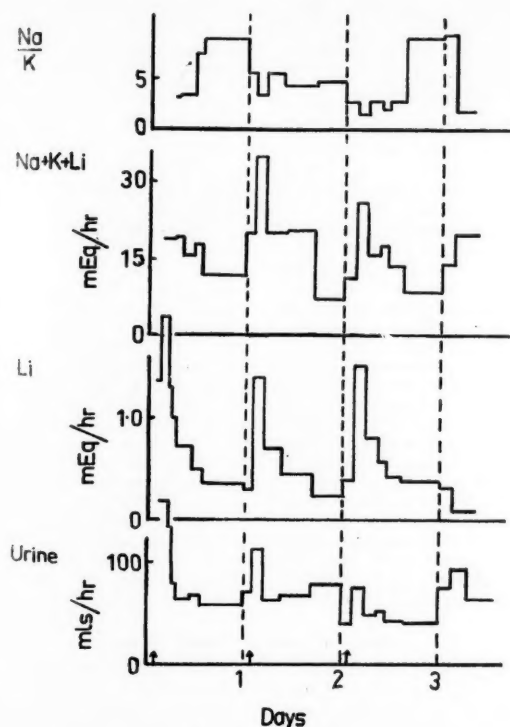 Na
K
5
0
Na+K+Li
30
15
0
mEq/hr
Li
1·0
0
mEq/hr
Urine
100
0
mls/hr
1 2 3
Days